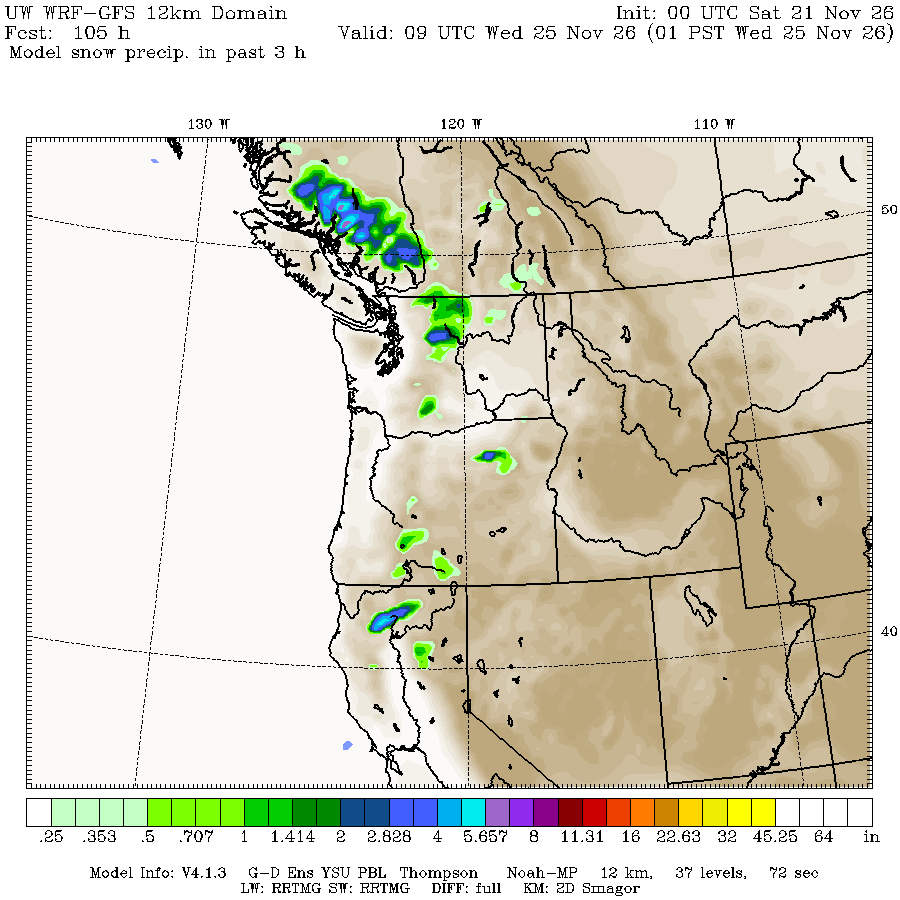 UW WRF-GFS 12km Domain Init: 00 UTC Sat 21 Nov 26
Fcst: 105 h Valid: 09 UTC Wed 25 Nov 26 (01 PST Wed 25 Nov 26)
Model snow precip. in past 3 h
130 W 120 W 110 W
50
40
.25 .353 .5 .707 1 1.414 2 2.828 4 5.657 8 11.31 16 22.63 32 45.25 64 in
Model Info: V4.1.3 G-D Ens YSU PBL Thompson Noah-MP 12 km, 37 levels, 72 sec
LW: RRTMG SW: RRTMG DIFF: full KM: 2D Smagor